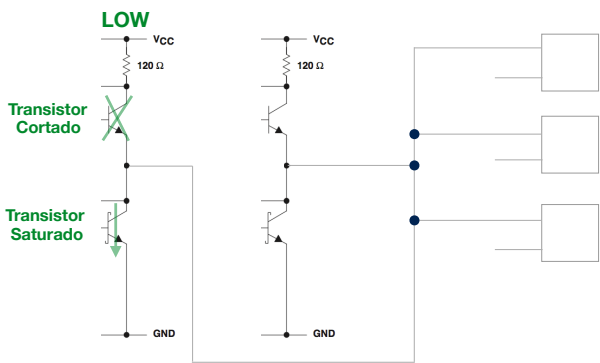 LOW
VCC
120 Ω
Transistor
Cortado
Transistor
Saturado
GND
VCC
120 Ω
GND